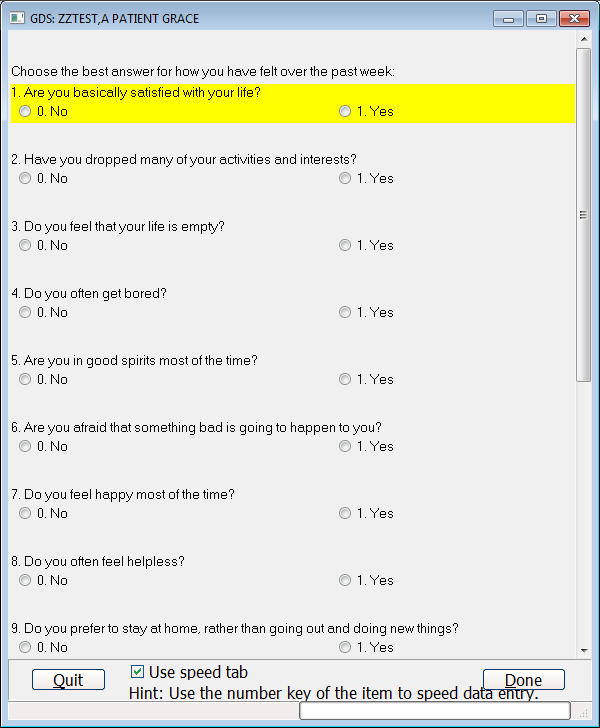 GDS: ZZTEST,A PATIENT GRACE
Choose the best answer for how you have felt over the past week:
1. Are you basically satisfied with your life?
0. No 1. Yes
2. Have you dropped many of your activities and interests?
0. No 1. Yes
3. Do you feel that your life is empty?
0. No 1. Yes
4. Do you often get bored?
0. No 1. Yes
5. Are you in good spirits most of the time?
0. No 1. Yes
6. Are you afraid that something bad is going to happen to you?
0. No 1. Yes
7. Do you feel happy most of the time?
0. No 1. Yes
8. Do you often feel helpless?
0. No 1. Yes
9. Do you prefer to stay at home, rather than going out and doing new things?
0. No 1. Yes
Quit Use speed tab Done
Hint: Use the number key of the item to speed data entry.